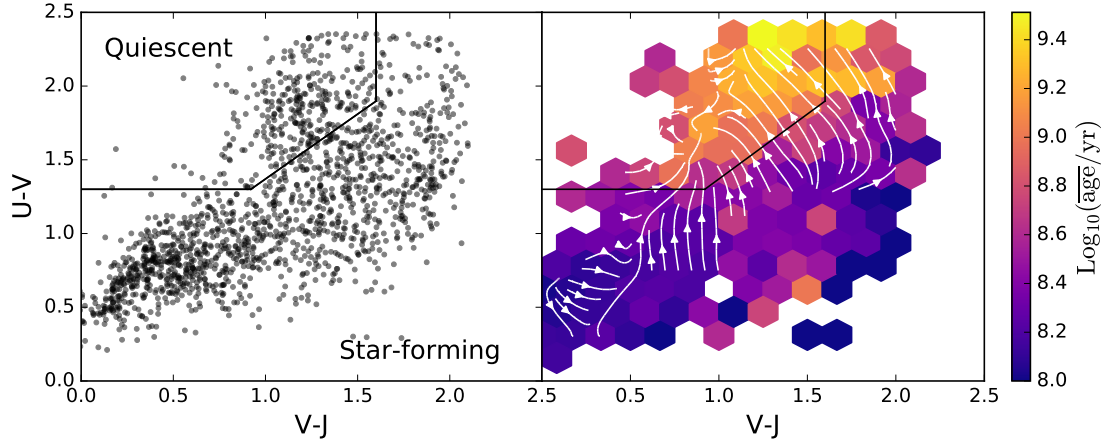 Quiescent
Star-forming
U-V
2.5
2.0
1.5
1.0
0.5
0.0
0.0 0.5 1.0 1.5 2.0 2.5 0.5 1.0 1.5 2.0 2.5
V-J V-J
9.4
9.2
9.0
8.8
8.6
8.4
8.2
8.0
Log₁₀(a̅g̅e̅/yr)